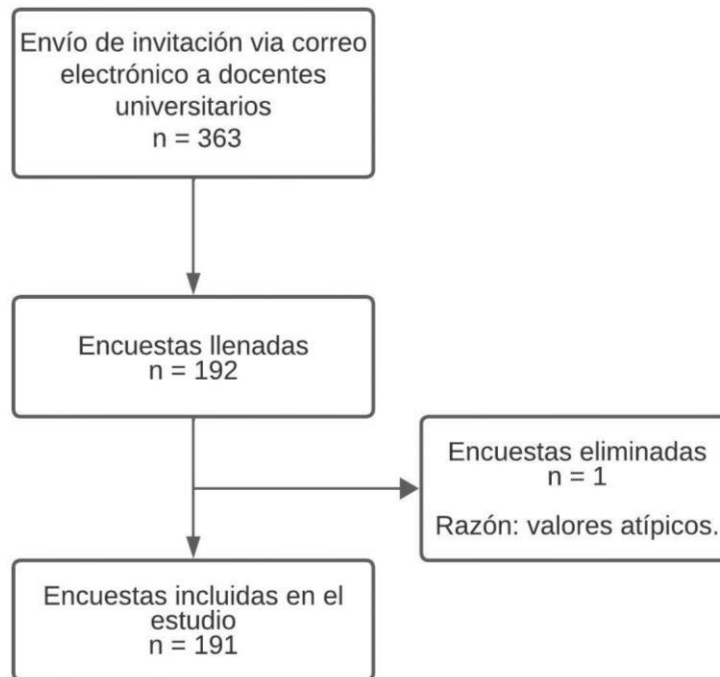 Envío de invitación via correo
electrónico a docentes
universitarios
n = 363
Encuestas llenadas
n = 192
Encuestas eliminadas
n = 1
Razón: valores atípicos.
Encuestas incluidas en el
estudio
n = 191